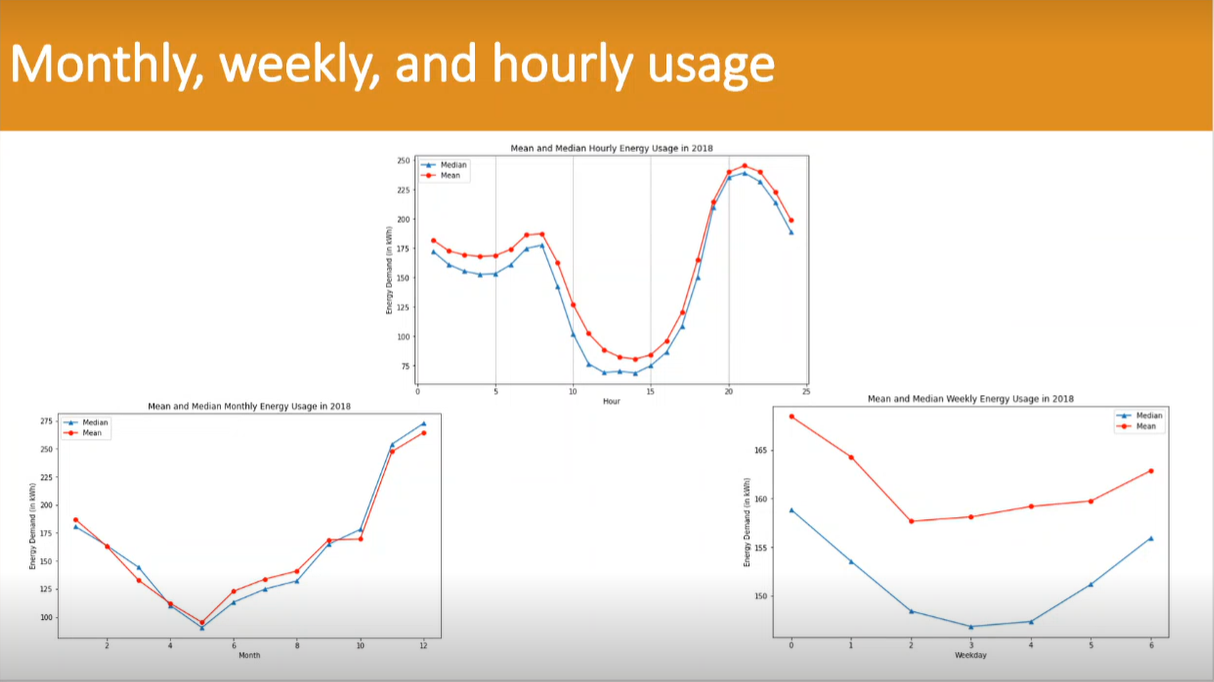 Monthly, weekly, and hourly usage
Mean and Median Hourly Energy Usage in 2018
Median
Mean
Energy Demand (in kWh)
250
225
200
175
150
125
100
75
0 5 10 15 20 25
Hour
Mean and Median Monthly Energy Usage in 2018
Median
Mean
Energy Demand (in kWh)
275
250
225
200
175
150
125
100
2 4 6 8 10 12
Month
Mean and Median Weekly Energy Usage in 2018
Median
Mean
Energy Demand (in kWh)
165
160
155
150
0 1 2 3 4 5 6
Weekday